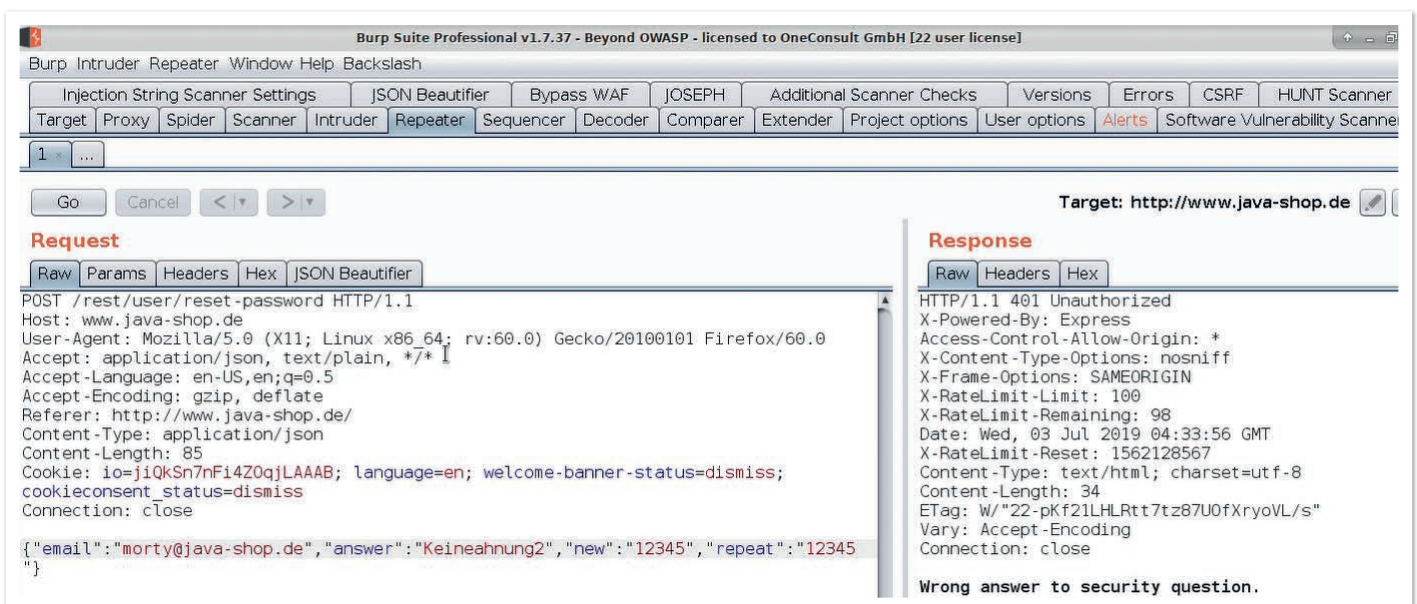 Burp Suite Professional v1.7.37 - Beyond OWASP - licensed to OneConsult GmbH [22 user license]
Burp Intruder Repeater Window Help Backslash
Injection String Scanner Settings JSON Beautifier Bypass WAF JOSEPH Additional Scanner Checks Versions Errors CSRF HUNT Scanner
Target Proxy Spider Scanner Intruder Repeater Sequencer Decoder Comparer Extender Project options User options Alerts Software Vulnerability Scanne
1 × ...
Go Cancel < > Target: http://www.java-shop.de
Request
Raw Params Headers Hex JSON Beautifier
POST /rest/user/reset-password HTTP/1.1
Host: www.java-shop.de
User-Agent: Mozilla/5.0 (X11; Linux x86_64; rv:60.0) Gecko/20100101 Firefox/60.0
Accept: application/json, text/plain, */*
Accept-Language: en-US,en;q=0.5
Accept-Encoding: gzip, deflate
Referer: http://www.java-shop.de/
Content-Type: application/json
Content-Length: 85
Cookie: io=jiQkSn7nFi4ZOqjLAAAB; language=en; welcome-banner-status=dismiss;
cookieconsent_status=dismiss
Connection: close
{"email":"morty@java-shop.de","answer":"Keineahnung2","new":"12345","repeat":"12345
"}
Response
Raw Headers Hex
HTTP/1.1 401 Unauthorized
X-Powered-By: Express
Access-Control-Allow-Origin: *
X-Content-Type-Options: nosniff
X-Frame-Options: SAMEORIGIN
X-RateLimit-Limit: 100
X-RateLimit-Remaining: 98
Date: Wed, 03 Jul 2019 04:33:56 GMT
X-RateLimit-Reset: 1562128567
Content-Type: text/html; charset=utf-8
Content-Length: 34
ETag: W/"22-pKf21LHLRtt7tz87UOfXryoVL/s"
Vary: Accept-Encoding
Connection: close
Wrong answer to security question.